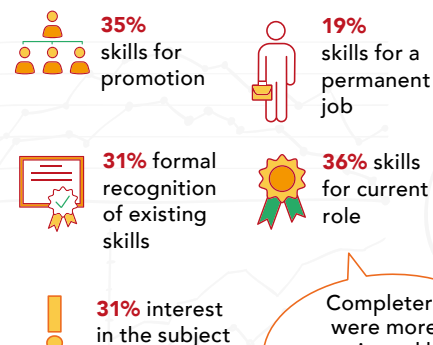 35%
skills for
promotion
19%
skills for a
permanent
job
31% formal
recognition
of existing
skills
36% skills
for current
role
31% interest
in the subject
Completer
were more